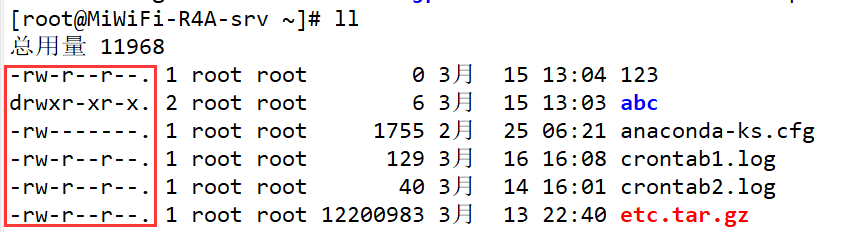 [root@MiWiFi-R4A-srv ~]# ll
总用量 11968
-rw-r--r--. 1 root root        0 3月  15 13:04 123
drwxr-xr-x. 2 root root        6 3月  15 13:03 abc
-rw-------. 1 root root     1755 2月  25 06:21 anaconda-ks.cfg
-rw-r--r--. 1 root root      129 3月  16 16:08 crontab1.log
-rw-r--r--. 1 root root       40 3月  14 16:01 crontab2.log
-rw-r--r--. 1 root root 12200983 3月  13 22:40 etc.tar.gz